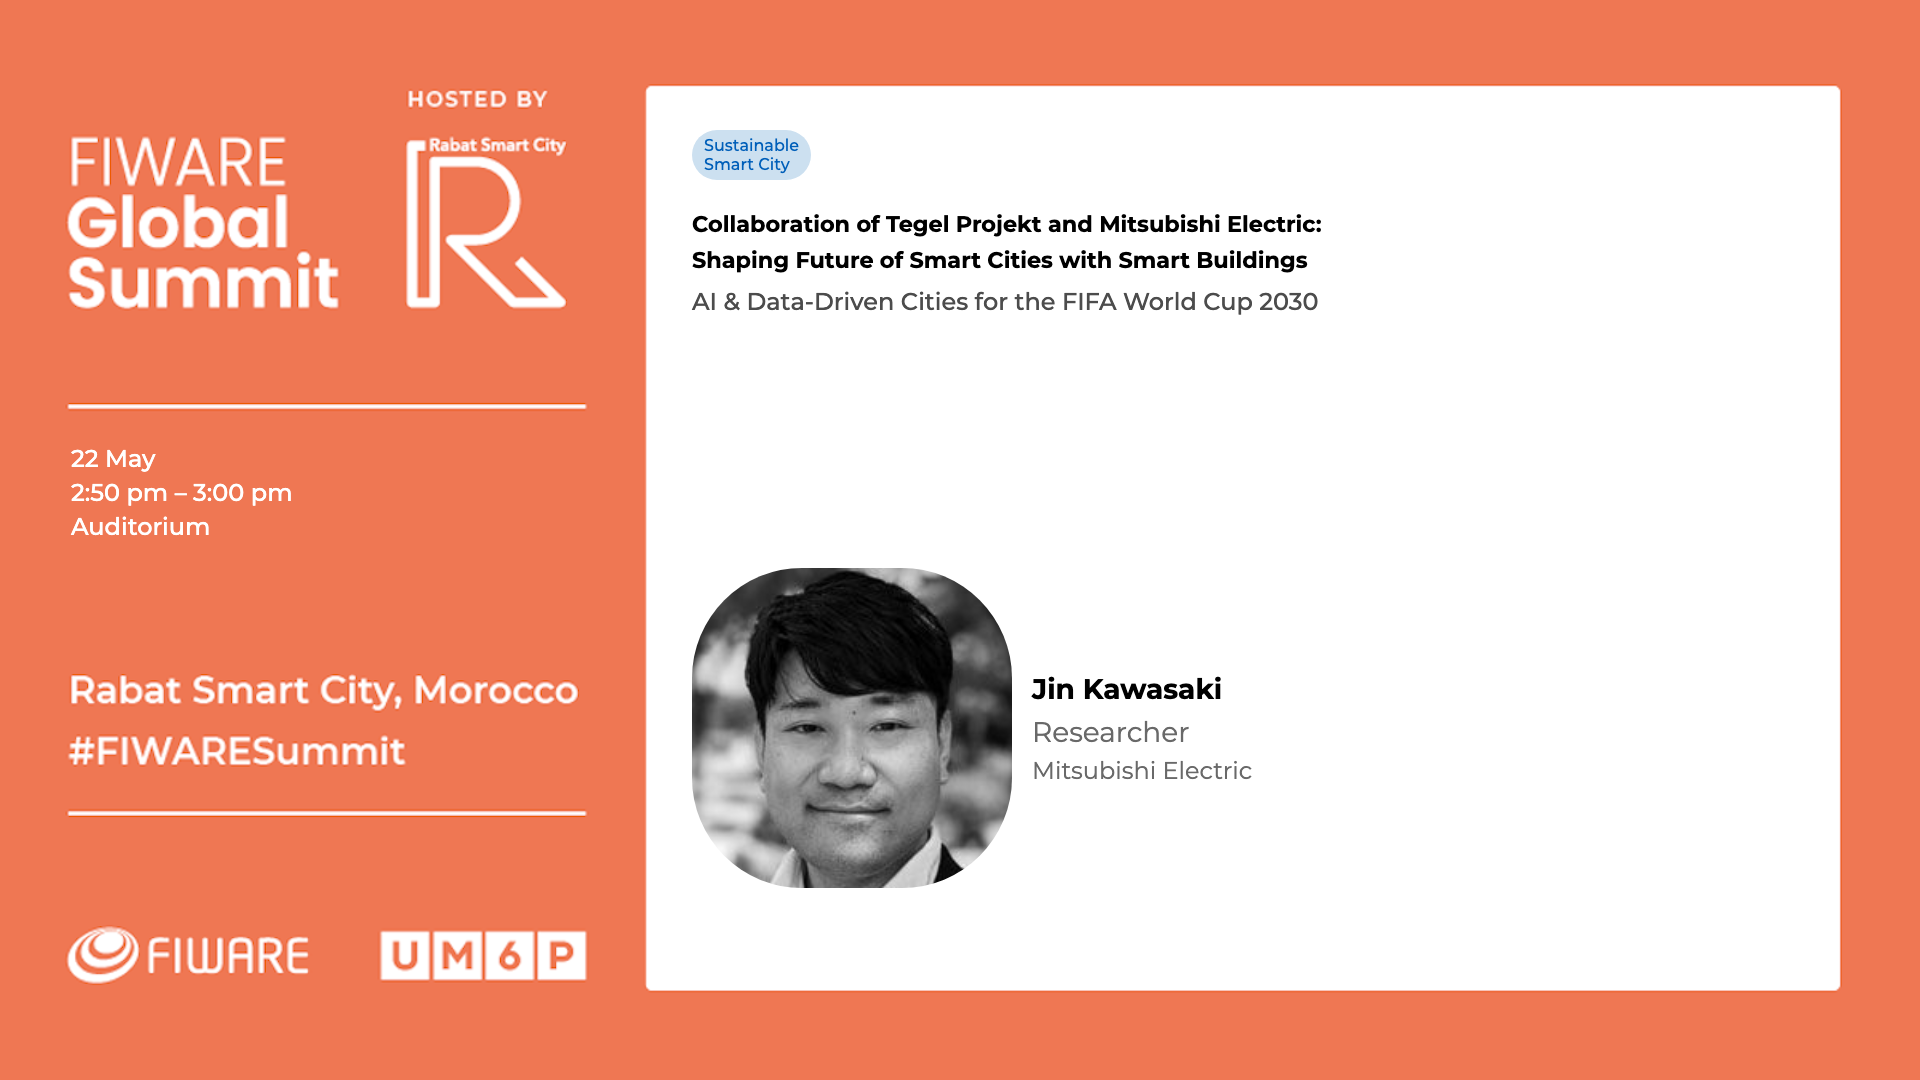 HOSTED BY
FIWARE
Global
Summit
Rabat Smart City
R
22 May
2:50 pm – 3:00 pm
Auditorium
Rabat Smart City, Morocco
#FIWARESummit
FIWARE
UM6P
Sustainable
Smart City
Collaboration of Tegel Projekt and Mitsubishi Electric:
Shaping Future of Smart Cities with Smart Buildings
AI & Data-Driven Cities for the FIFA World Cup 2030
Jin Kawasaki
Researcher
Mitsubishi Electric